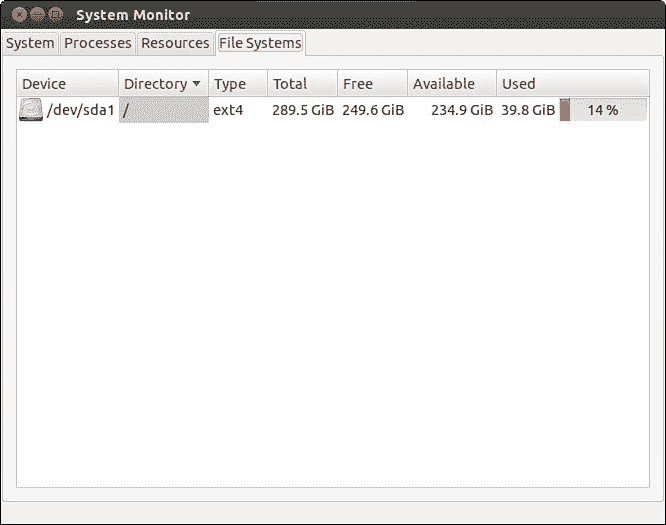 System Monitor
System Processes Resources File Systems
Device Directory Type Total Free Available Used
/dev/sda1 / ext4 289.5 GiB 249.6 GiB 234.9 GiB 39.8 GiB 14 %